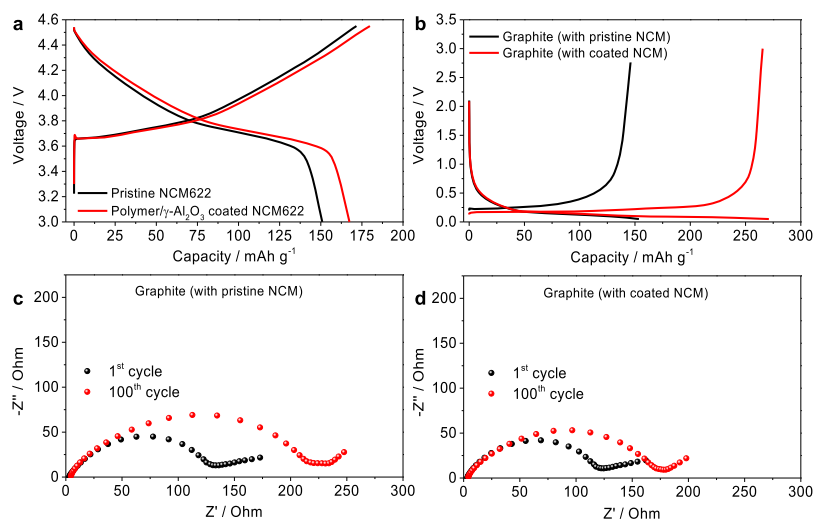 a
4.6
4.4
4.2
4.0
3.8
3.6
3.4
3.2
3.0
Voltage / V
Pristine NCM622
Polymer/γ-Al₂O₃ coated NCM622
0 25 50 75 100 125 150 175 200
Capacity / mAh g⁻¹
b
3.5
3.0
2.5
2.0
1.5
1.0
0.5
0.0
Voltage / V
Graphite (with pristine NCM)
Graphite (with coated NCM)
0 50 100 150 200 250 300
Capacity / mAh g⁻¹
c
Graphite (with pristine NCM)
200
150
100
50
0
-Z'' / Ohm
1ˢᵗ cycle
100ᵗʰ cycle
0 50 100 150 200 250 300
Z' / Ohm
d
Graphite (with coated NCM)
200
150
100
50
0
-Z'' / Ohm
1ˢᵗ cycle
100ᵗʰ cycle
0 50 100 150 200 250 300
Z' / Ohm